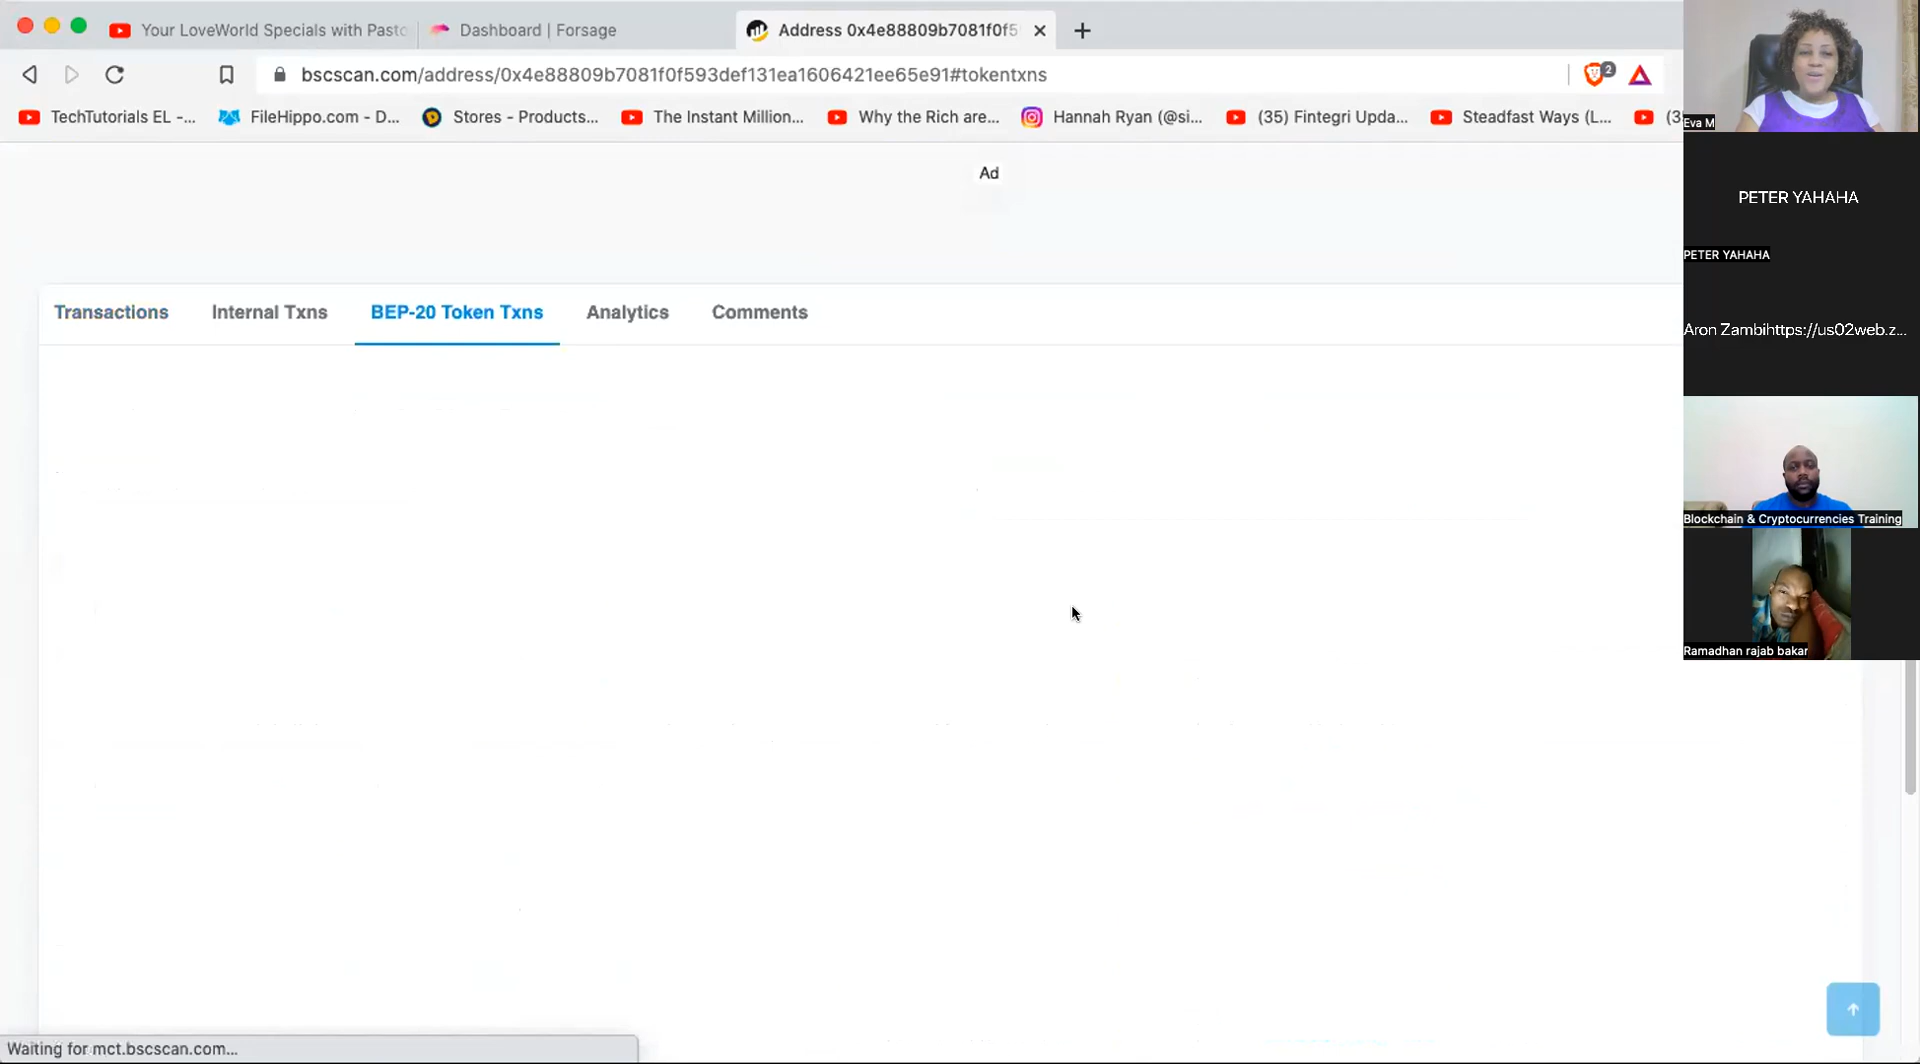 Your LoveWorld Specials with Pasto
Dashboard | Forsage
Address 0x4e88809b7081f0f5
bscscan.com/address/0x4e88809b7081f0f593def131ea1606421ee65e91#tokentxns
2
TechTutorials EL -...
FileHippo.com - D...
Stores - Products...
The Instant Million...
Why the Rich are...
Hannah Ryan (@si...
(35) Fintegri Upda...
Steadfast Ways (L...
(3
Ad
Transactions
Internal Txns
BEP-20 Token Txns
Analytics
Comments
Eva M
PETER YAHAHA
PETER YAHAHA
Aron Zambihttps://us02web.z...
Blockchain & Cryptocurrencies Training
Ramadhan rajab bakar
Waiting for mct.bscscan.com...